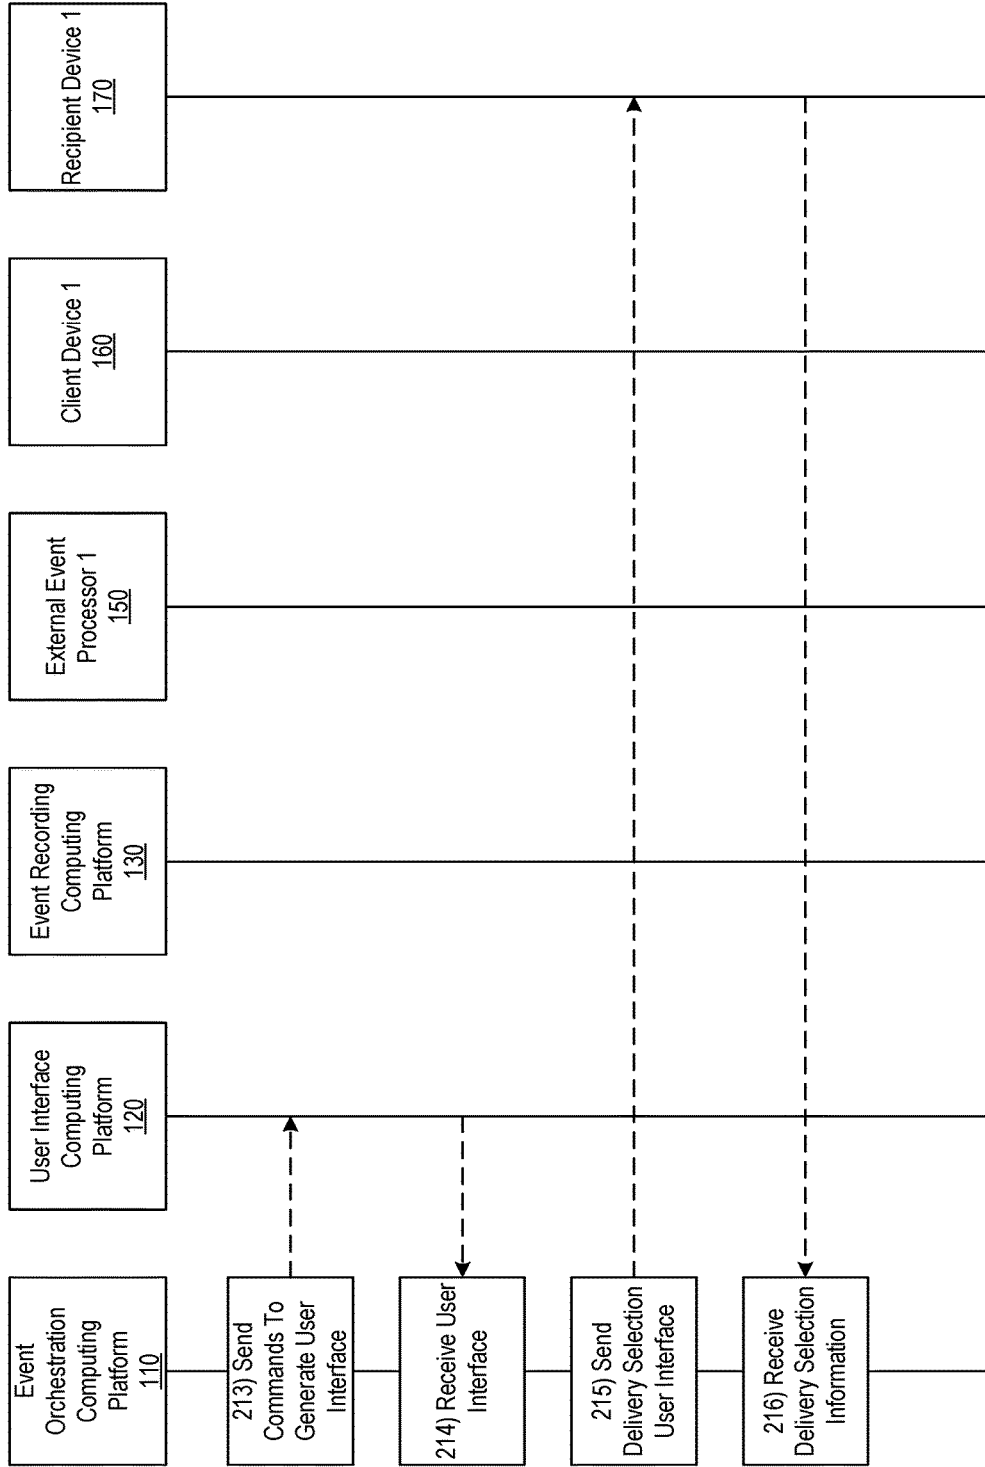 Event
Orchestration
Computing
Platform
110
User Interface
Computing
Platform
120
Event Recording
Computing
Platform
130
External Event
Processor 1
150
Client Device 1
160
Recipient Device 1
170
213) Send
Commands To
Generate User
Interface
214) Receive User
Interface
215) Send
Delivery Selection
User Interface
216) Receive
Delivery Selection
Information